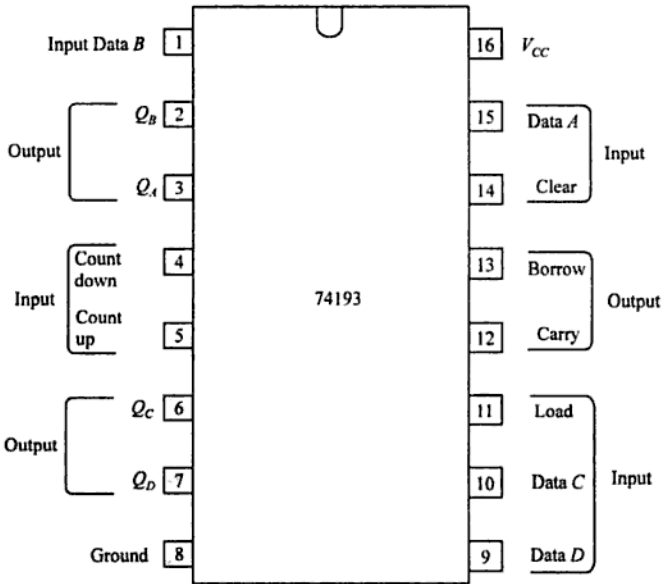 Input Data B 1
16 V_CC
Q_B 2
15 Data A
Output
Input
Q_A 3
14 Clear
Count down 4
13 Borrow
Input
74193
Output
Count up 5
12 Carry
Q_C 6
11 Load
Output
Q_D 7
10 Data C
Input
Ground 8
9 Data D